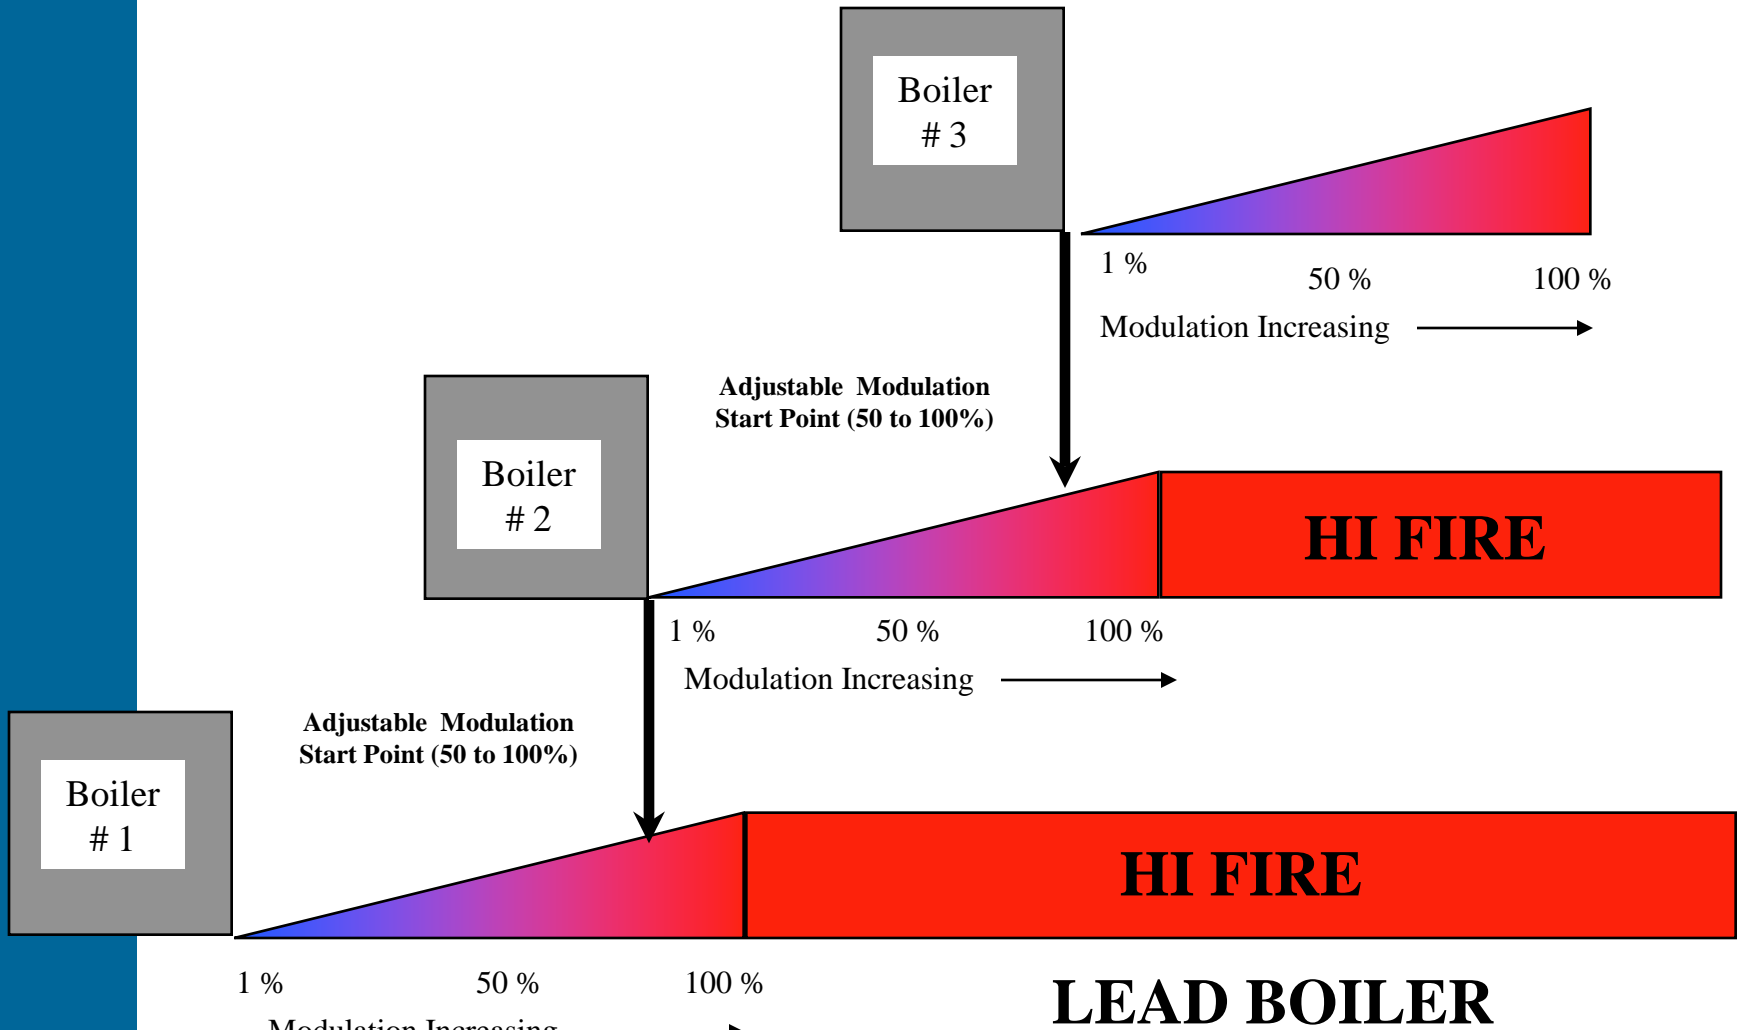 Boiler
# 3
1 %
50 %
100 %
Modulation Increasing
Adjustable  Modulation
Start Point (50 to 100%)
Boiler
# 2
HI FIRE
1 %
50 %
100 %
Modulation Increasing
Adjustable  Modulation
Start Point (50 to 100%)
Boiler
# 1
HI FIRE
1 %
50 %
100 %
LEAD BOILER
Modulation Increasing